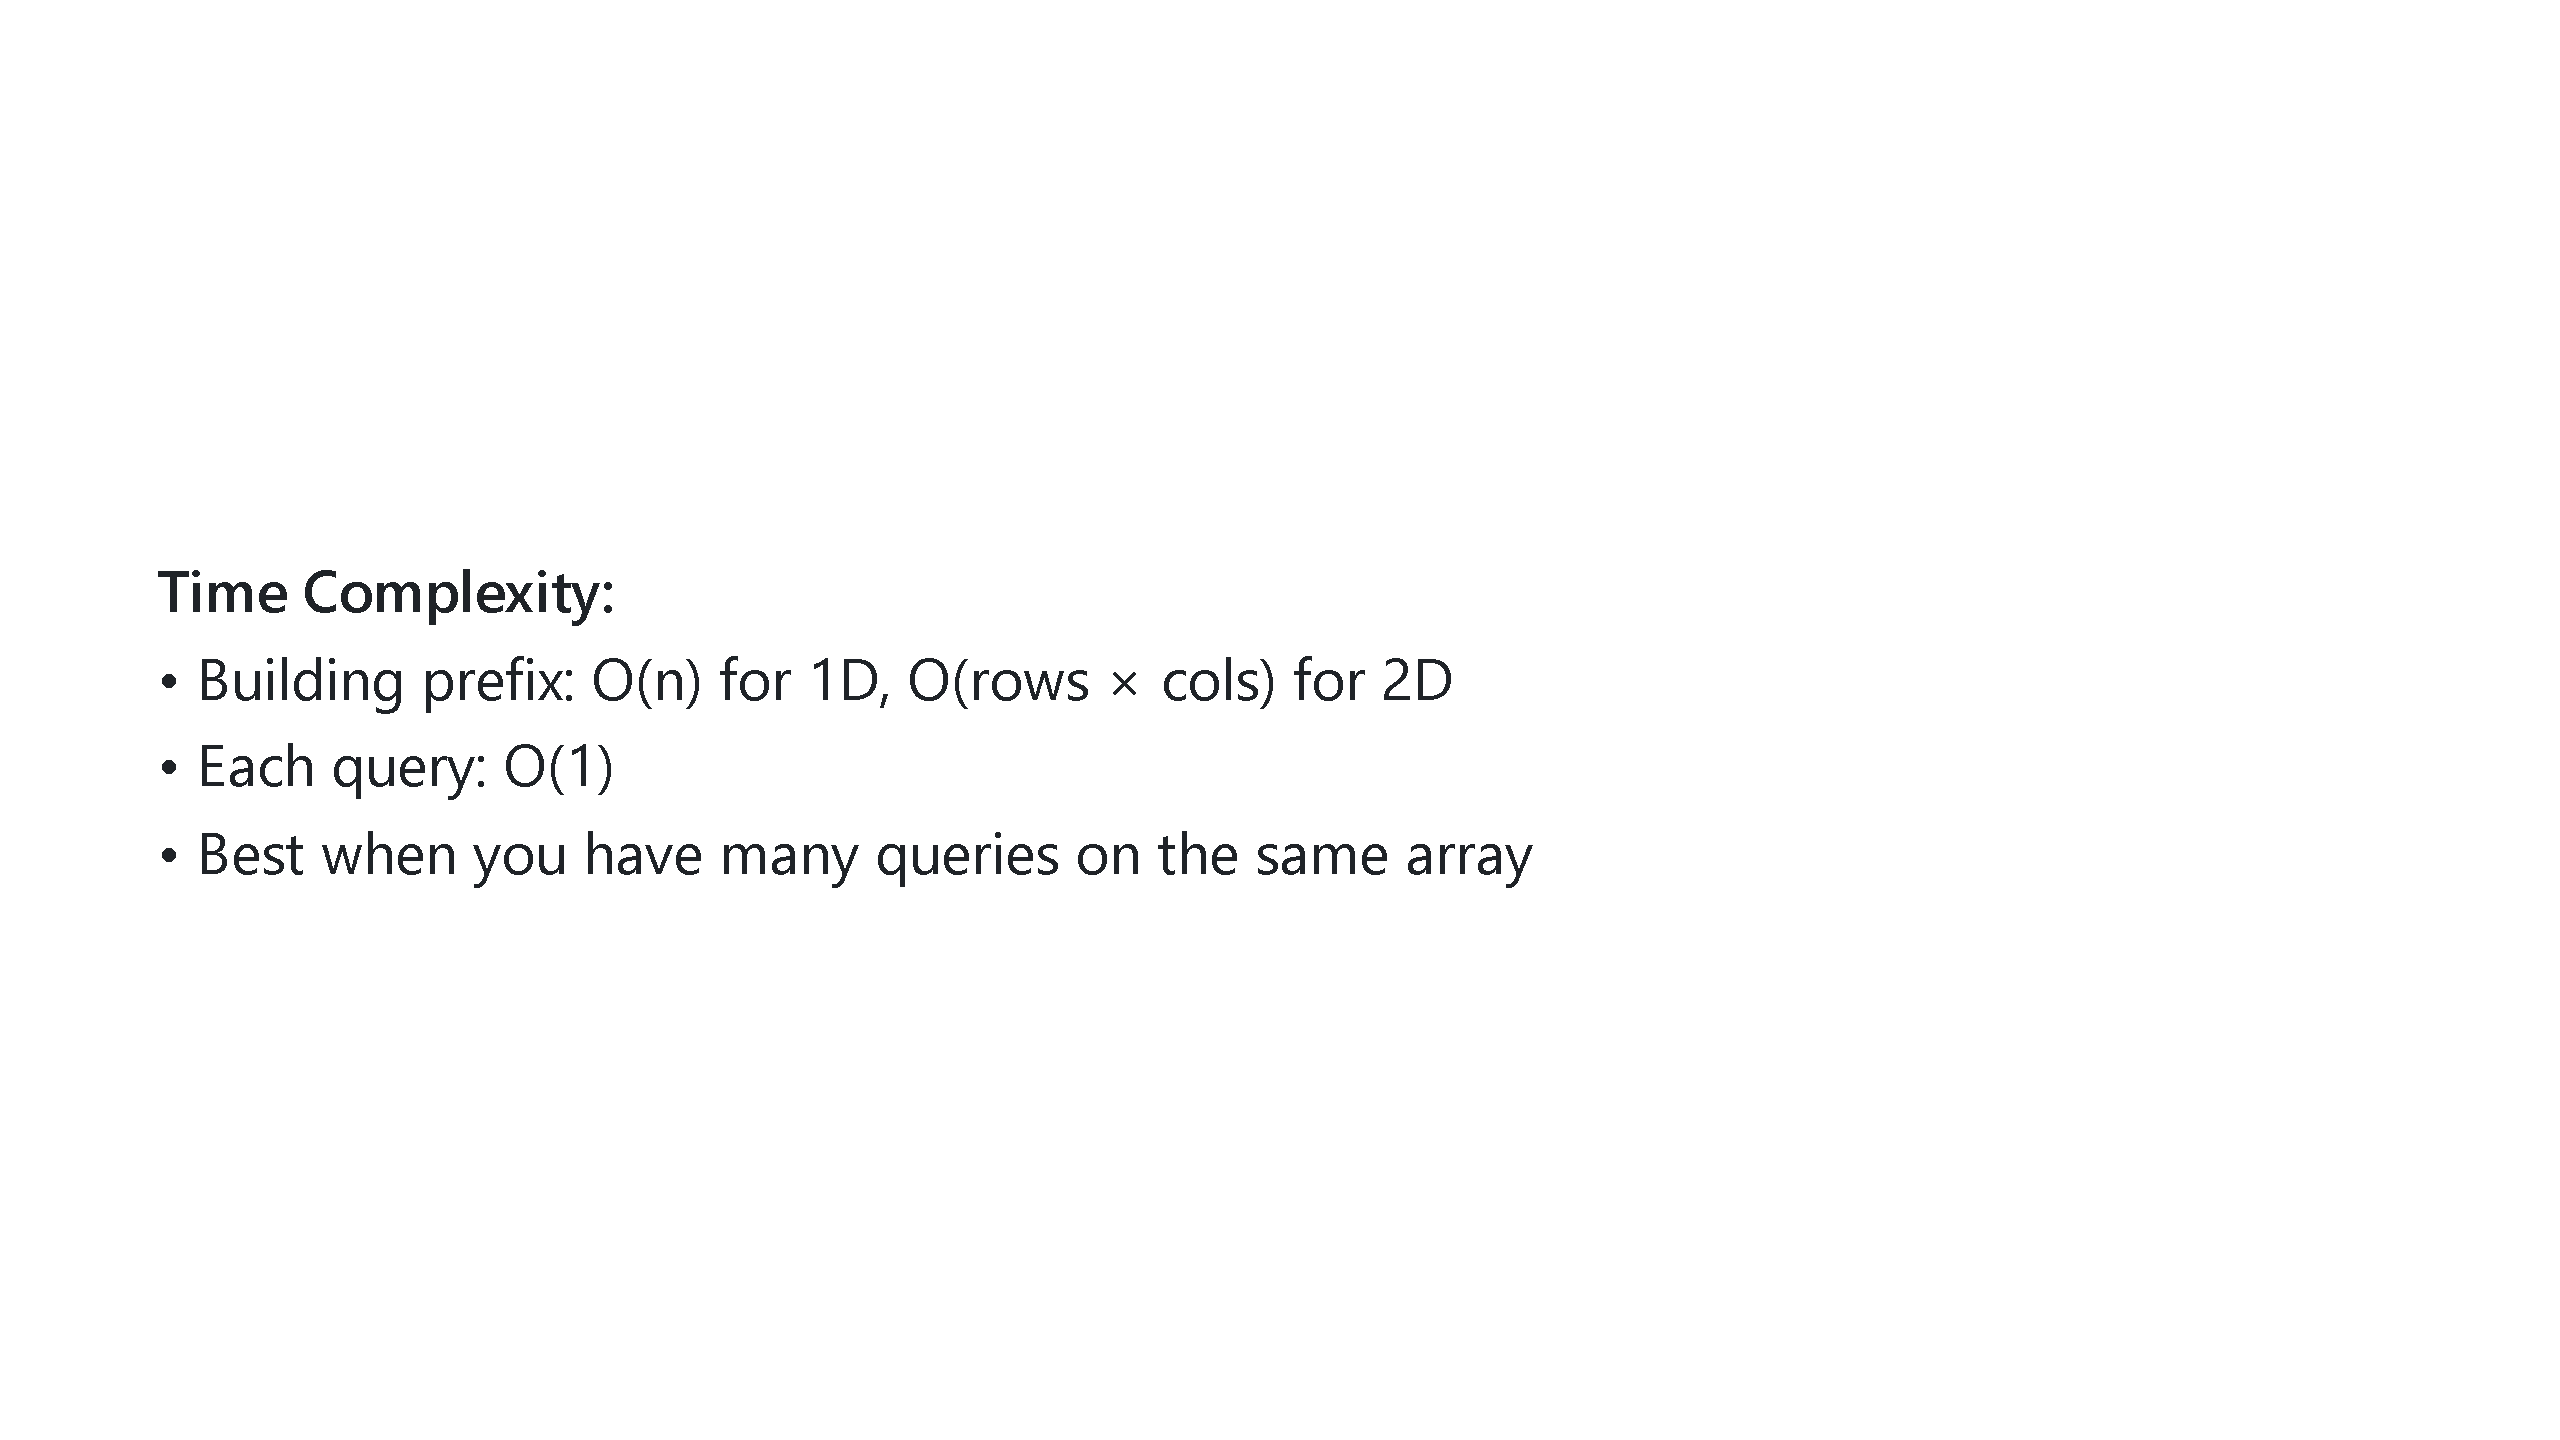 Time Complexity:
• Building prefix: O(n) for 1D, O(rows × cols) for 2D
• Each query: O(1)
• Best when you have many queries on the same array